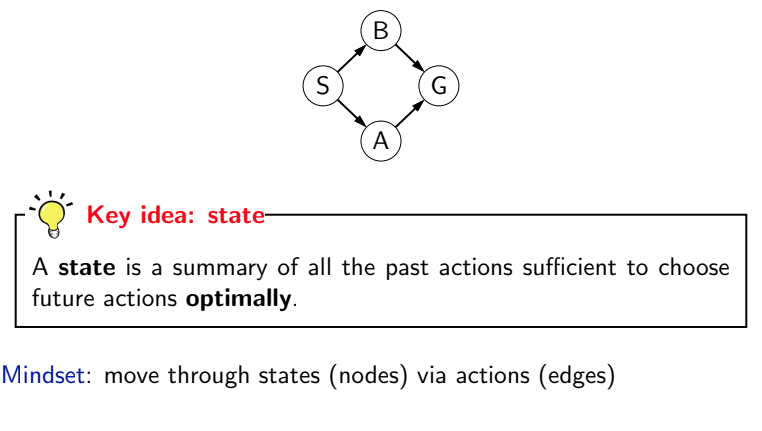 B
S G
A
Key idea: state
A state is a summary of all the past actions sufficient to choose
future actions optimally.
Mindset: move through states (nodes) via actions (edges)